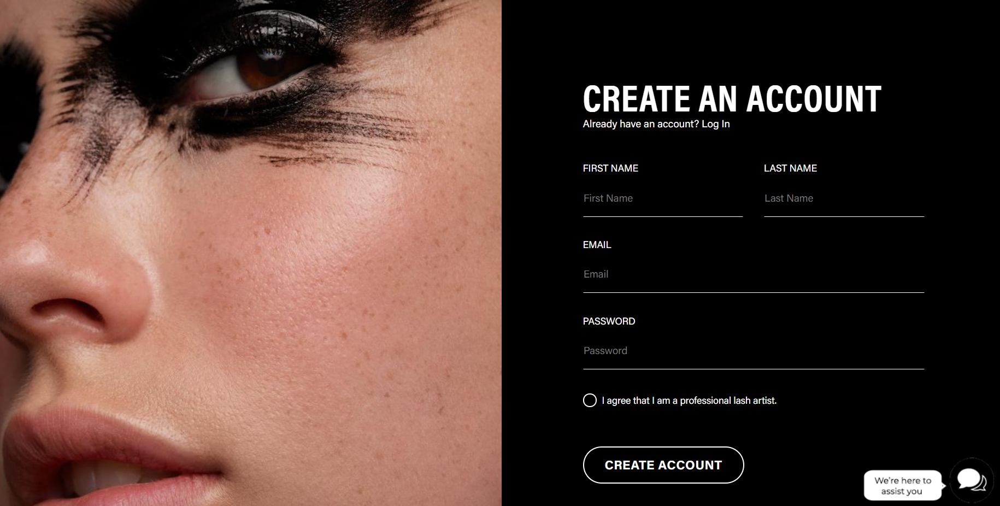 CREATE AN ACCOUNT
Already have an account? Log In
FIRST NAME
LAST NAME
First Name
Last Name
EMAIL
Email
PASSWORD
Password
I agree that I am a professional lash artist.
CREATE ACCOUNT
We're here to
assist you